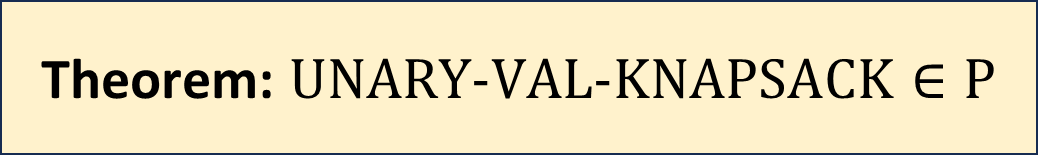 Theorem: UNARY-VAL-KNAPSACK ∈ P